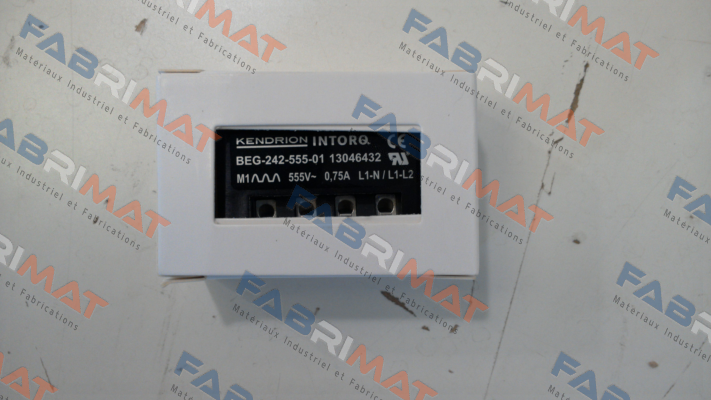 KENDRION INTORQ CE
BEG-242-555-01 13046432
M1 555V~ 0,75A L1-N / L1-L2
FABRIMAT
Materiaux Industriel et Fabrications